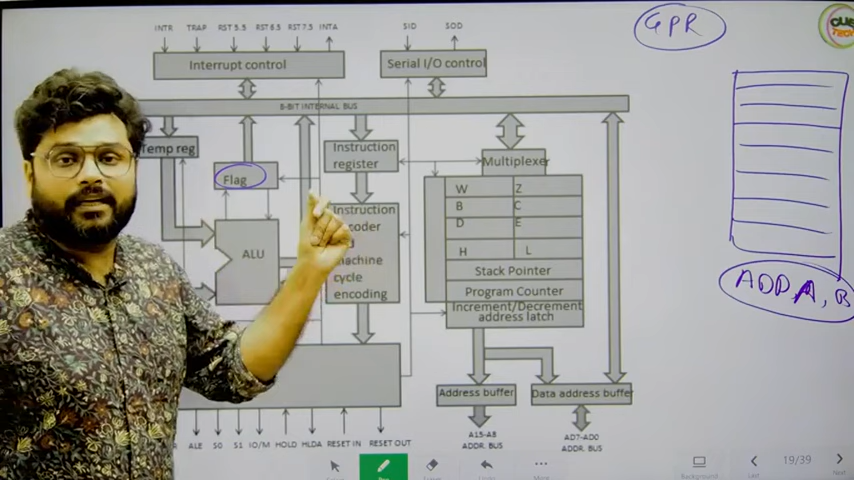 INTR TRAP RST 5.5 RST 6.5 RST 7.5 INTA
SID SOD
GPR
Interrupt control
Serial I/O control
8-BIT INTERNAL BUS
Temp reg
Instruction
register
Multiplexer
Flag
W Z
B C
D E
H L
Instruction
ALU
cycle
encoding
Stack Pointer
Program Counter
Increment/Decrement
address latch
ADD A, B
Address buffer
Data address buffer
ALE S0 S1 IO/M HOLD HLDA RESET IN RESET OUT
A15-A8
ADDR. BUS
AD7-AD0
ADDR. BUS
More
Background
19/39
Next